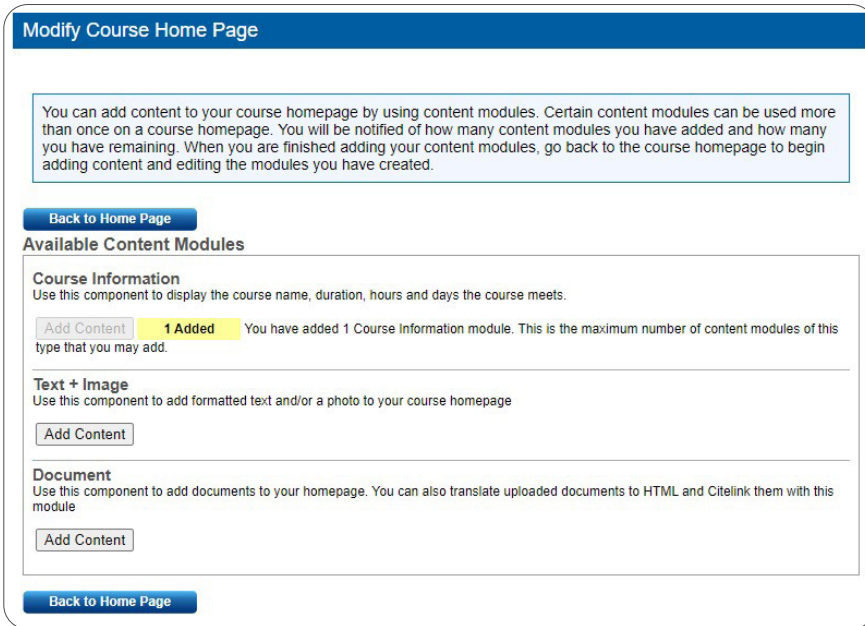 Modify Course Home Page
You can add content to your course homepage by using content modules. Certain content modules can be used more
than once on a course homepage. You will be notified of how many content modules you have added and how many
you have remaining. When you are finished adding your content modules, go back to the course homepage to begin
adding content and editing the modules you have created.
Back to Home Page
Available Content Modules
Course Information
Use this component to display the course name, duration, hours and days the course meets.
Add Content 1 Added You have added 1 Course Information module. This is the maximum number of content modules of this
type that you may add.
Text + Image
Use this component to add formatted text and/or a photo to your course homepage
Add Content
Document
Use this component to add documents to your homepage. You can also translate uploaded documents to HTML and Citelink them with this
module
Add Content
Back to Home Page